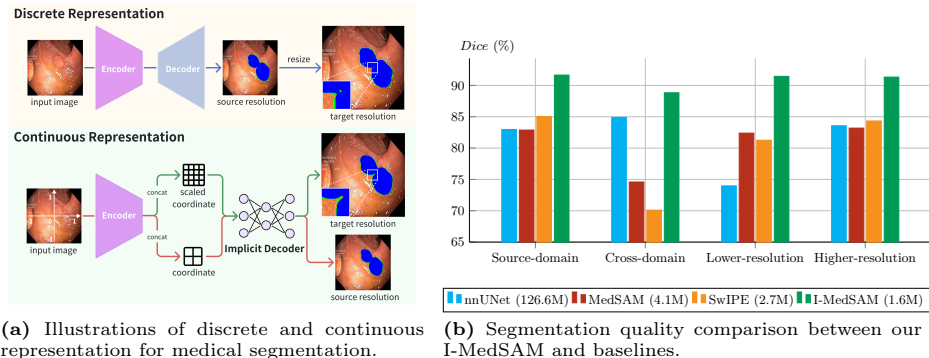 Discrete Representation
Encoder
Decoder
resize
input image
source resolution
target resolution
Continuous Representation
Encoder
concat
concat
scaled
coordinate
coordinate
Implicit Decoder
input image
target resolution
source resolution
(a) Illustrations of discrete and continuous
representation for medical segmentation.
Dice (%)
90
85
80
75
70
65
Source-domain
Cross-domain
Lower-resolution
Higher-resolution
nnUNet (126.6M)
MedSAM (4.1M)
SwIPE (2.7M)
I-MedSAM (1.6M)
(b) Segmentation quality comparison between our
I-MedSAM and baselines.